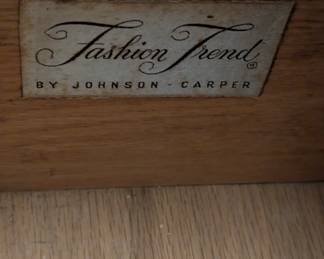 Fashion Trend ®
BY JOHNSON-CARPER